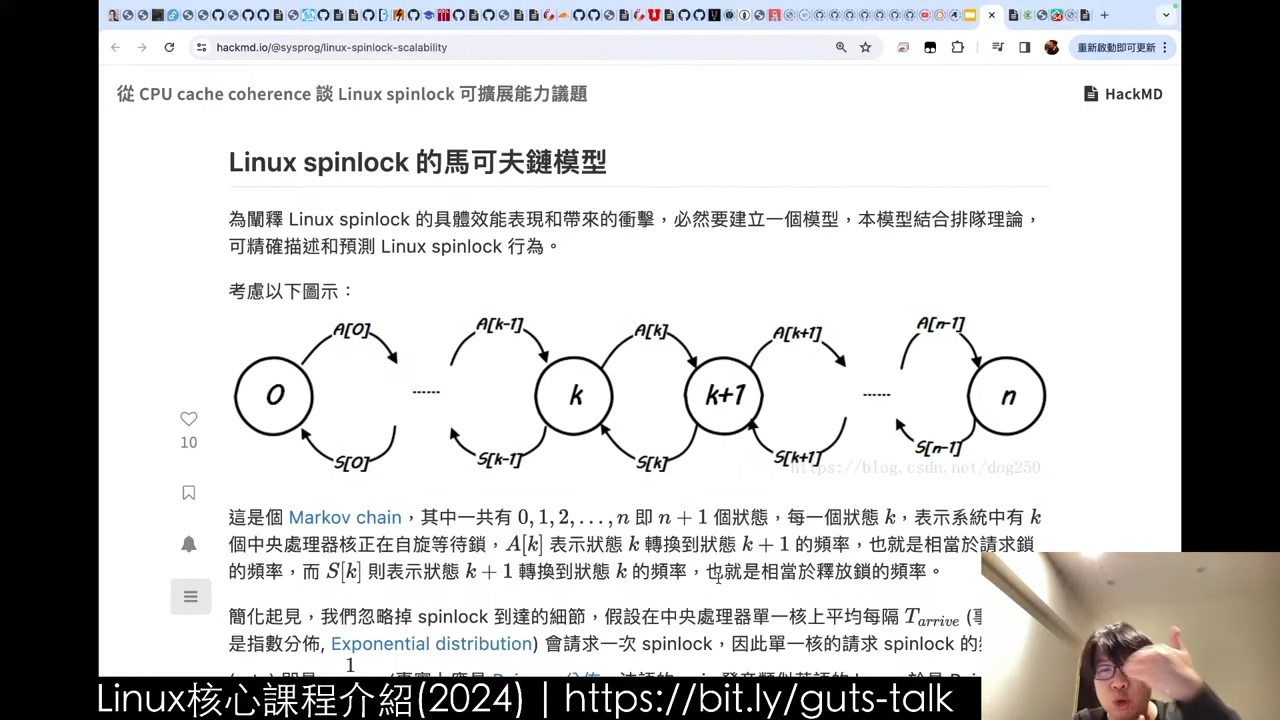 hackmd.io/@sysprog/linux-spinlock-scalability
重新啟動即可更新
從 CPU cache coherence 談 Linux spinlock 可擴展能力議題
HackMD
Linux spinlock 的馬可夫鏈模型
為闡釋 Linux spinlock 的具體效能表現和帶來的衝擊，必然要建立一個模型，本模型結合排隊理論，
可精確描述和預測 Linux spinlock 行為。
考慮以下圖示：
A[0] A[k-1] A[k] A[k+1] A[n-1]
0 ...... k k+1 ...... n
S[0] S[k-1] S[k] S[k+1] S[n-1]
https://blog.csdn.net/dog250
10
這是個 Markov chain，其中一共有 0, 1, 2, . . . , n 即 n + 1 個狀態，每一個狀態 k，表示系統中有 k
個中央處理器核正在自旋等待鎖，A[k] 表示狀態 k 轉換到狀態 k + 1 的頻率，也就是相當於請求鎖
的頻率，而 S[k] 則表示狀態 k + 1 轉換到狀態 k 的頻率，也就是相當於釋放鎖的頻率。
簡化起見，我們忽略掉 spinlock 到達的細節，假設在中央處理器單一核上平均每隔 T_arrive (
是指數分佈, Exponential distribution) 會請求一次 spinlock，因此單一核的請求 spinlock 的
1
Linux核心課程介紹(2024) | https://bit.ly/guts-talk